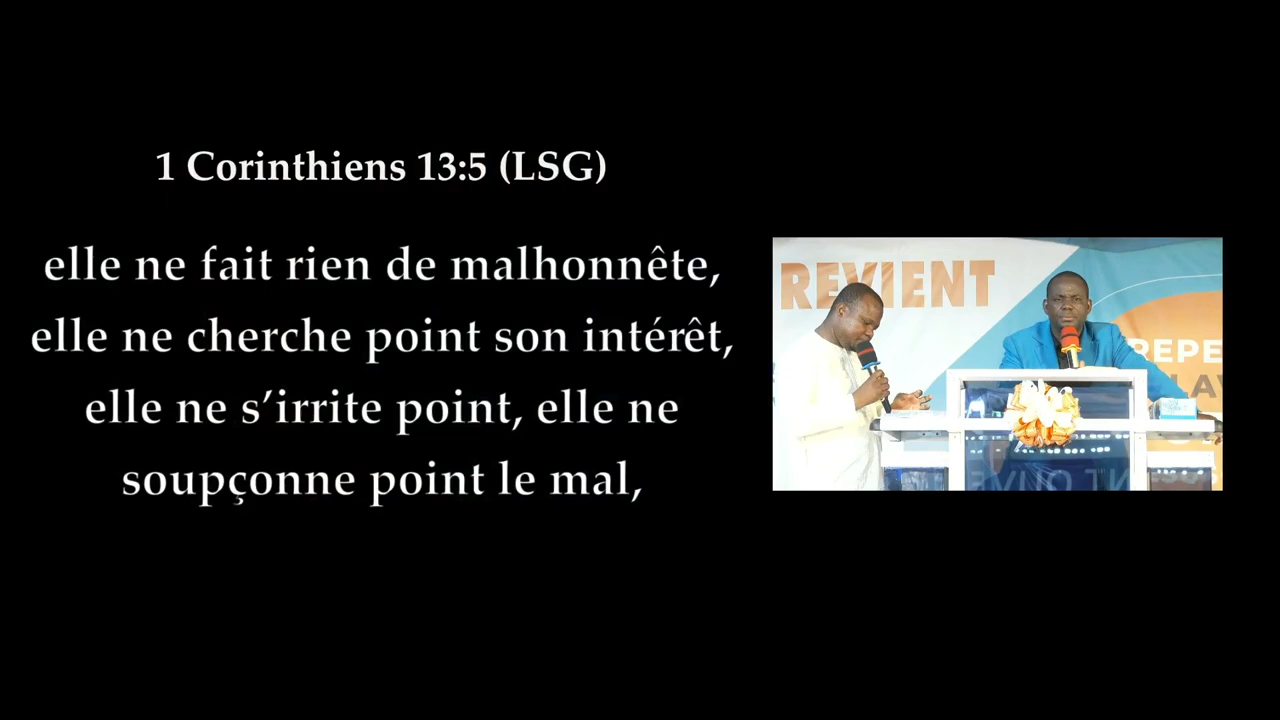 1 Corinthiens 13:5 (LSG)
elle ne fait rien de malhonnête,
elle ne cherche point son intérêt,
elle ne s’irrite point, elle ne
soupçonne point le mal,
REVIENT
REPE